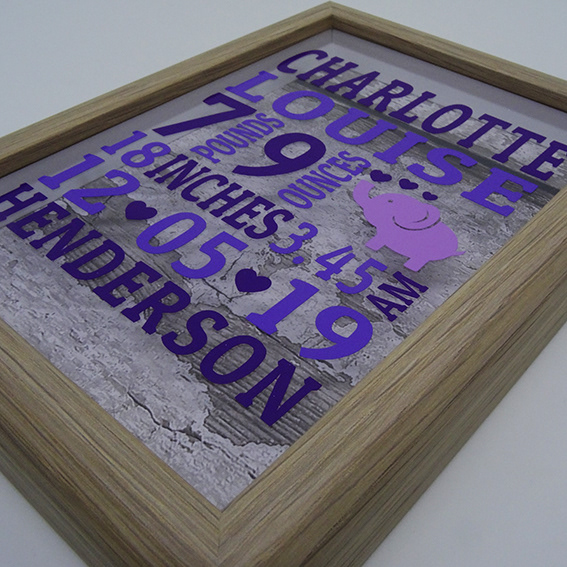 CHARLOTTE
LOUISE
7 POUNDS 9 OUNCES
18 INCHES 3.45 AM
12 05 19
HENDERSON